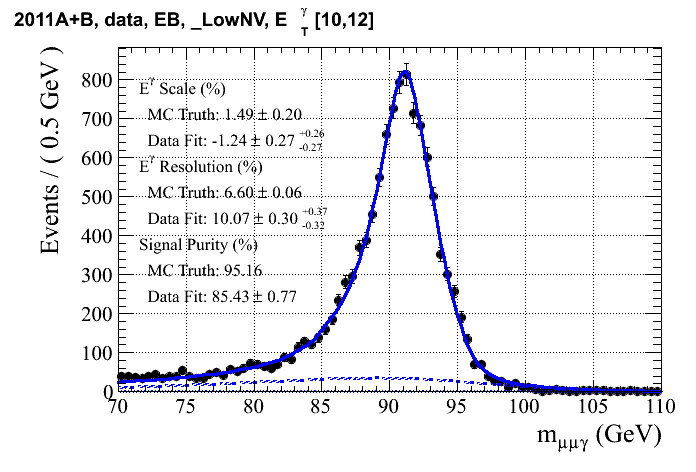 2011A+B, data, EB, _LowNV, E_T^γ [10,12]
Events / ( 0.5 GeV )
800
700
600
500
400
300
200
100
0
E^γ Scale (%)
MC Truth: 1.49 ± 0.20
Data Fit: -1.24 ± 0.27 +0.26 -0.27
E^γ Resolution (%)
MC Truth: 6.60 ± 0.06
Data Fit: 10.07 ± 0.30 +0.37 -0.32
Signal Purity (%)
MC Truth: 95.16
Data Fit: 85.43 ± 0.77
70 75 80 85 90 95 100 105 110
m_μμγ (GeV)